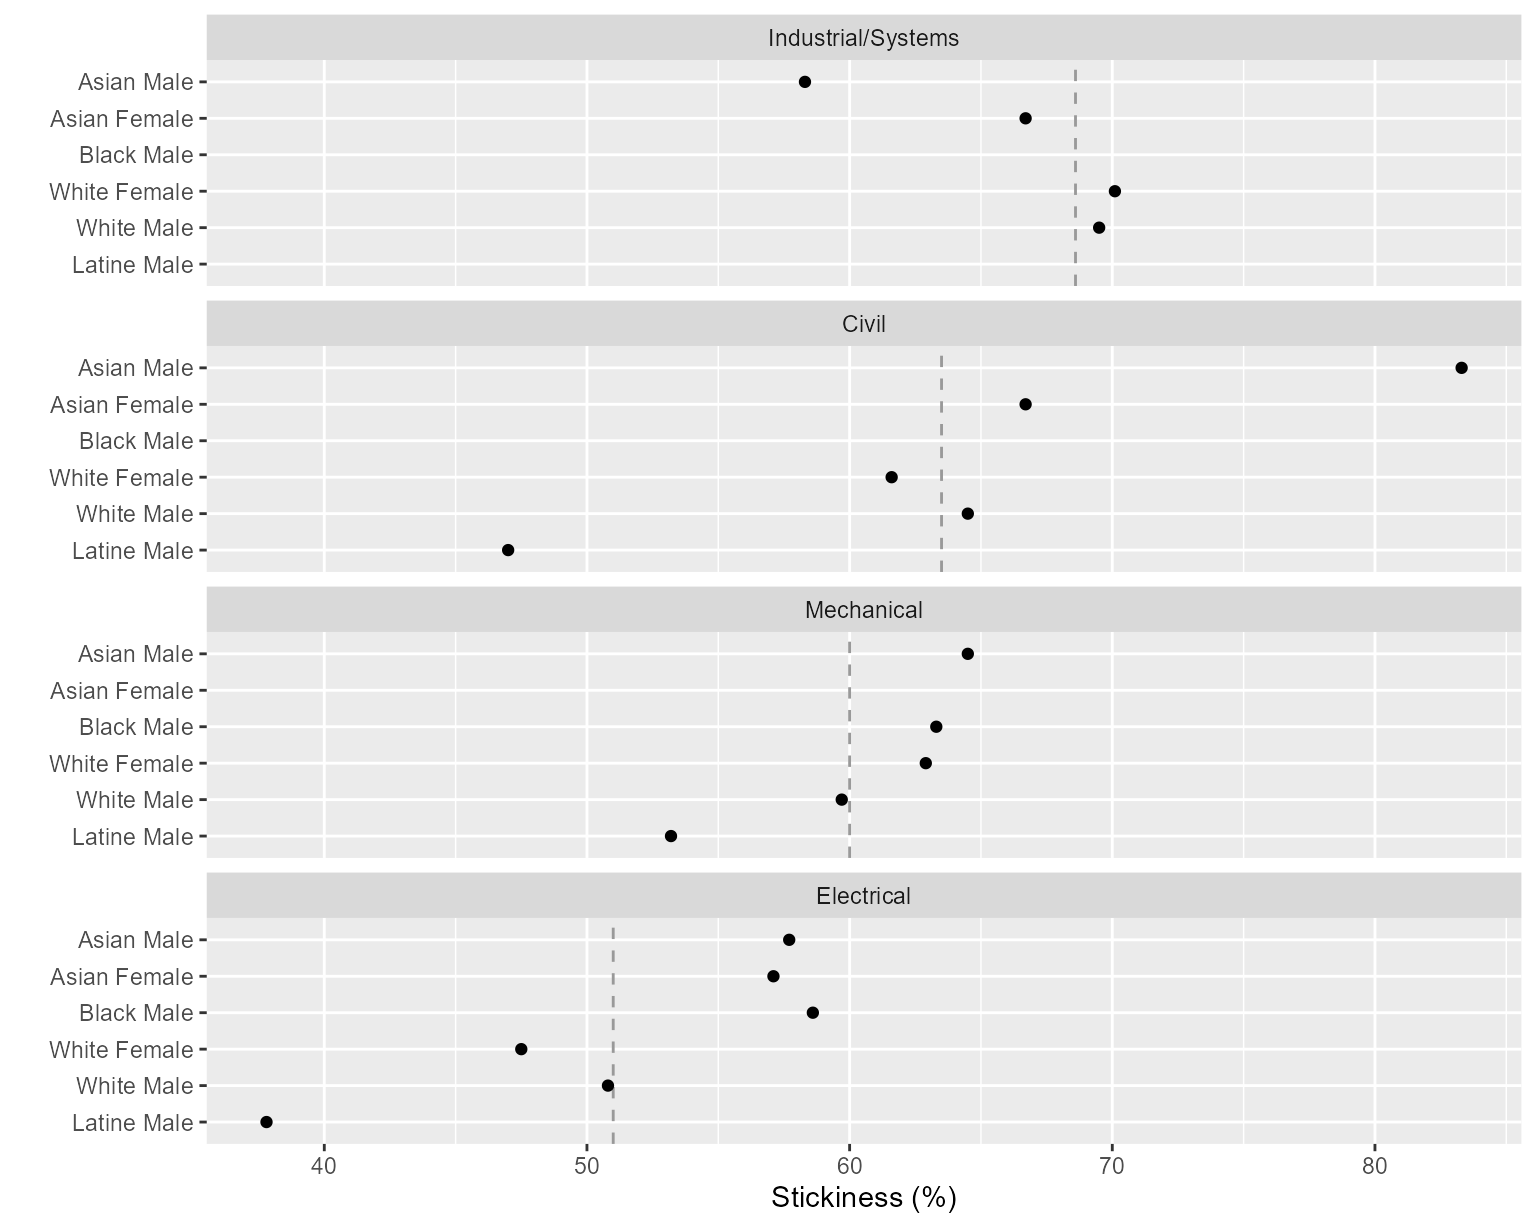 Industrial/Systems
Asian Male
Asian Female
Black Male
White Female
White Male
Latine Male
Civil
Asian Male
Asian Female
Black Male
White Female
White Male
Latine Male
Mechanical
Asian Male
Asian Female
Black Male
White Female
White Male
Latine Male
Electrical
Asian Male
Asian Female
Black Male
White Female
White Male
Latine Male
40 50 60 70 80
Stickiness (%)